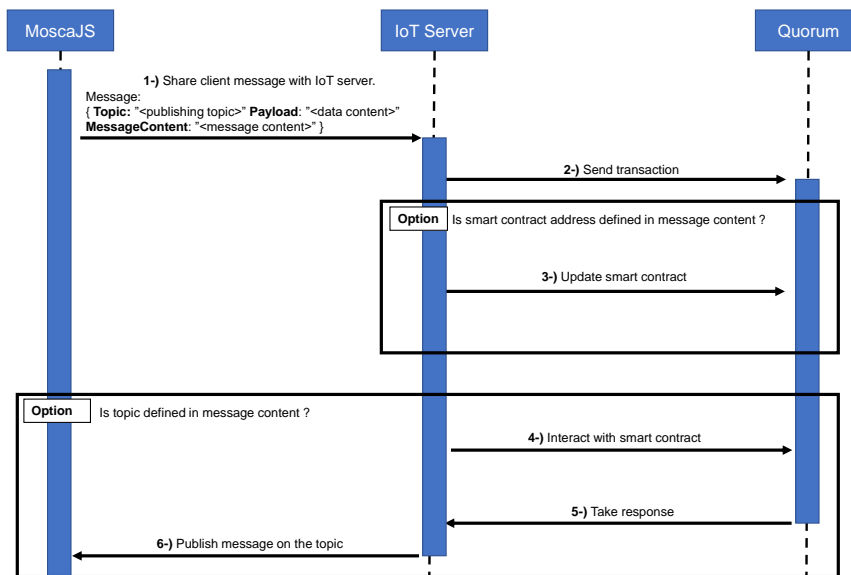 MoscaJS
IoT Server
Quorum
1-) Share client message with IoT server.
Message:
{ Topic: "<publishing topic>" Payload: "<data content>"
MessageContent: "<message content>" }
2-) Send transaction
Option Is smart contract address defined in message content ?
3-) Update smart contract
Option Is topic defined in message content ?
4-) Interact with smart contract
5-) Take response
6-) Publish message on the topic